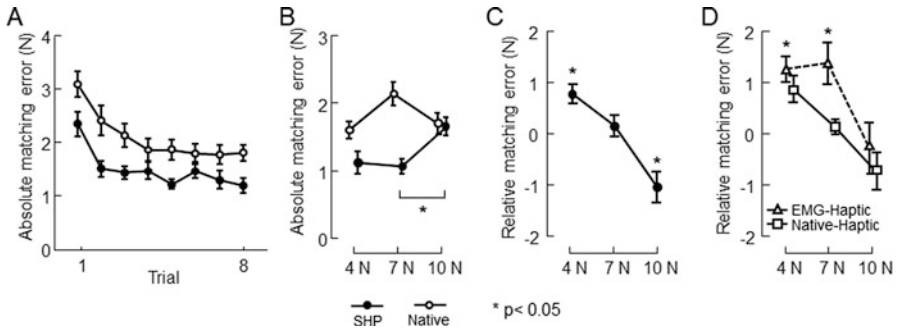 A
Absolute matching error (N)
4
3
2
1
0
1
8
Trial
B
Absolute matching error (N)
3
2
1
0
4 N
7 N
10 N
*
C
Relative matching error (N)
2
1
0
-1
-2
*
*
4 N
7 N
10 N
D
Relative matching error (N)
2
1
0
-1
-2
*
*
EMG-Haptic
Native-Haptic
4 N
7 N
10 N
SHP
Native
* p< 0.05